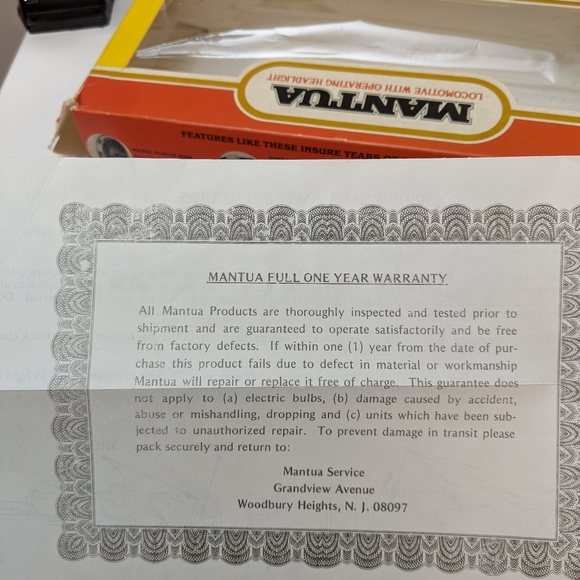 MANTUA
LOCOMOTIVE WITH OPERATING HEADLIGHT
FEATURES LIKE THESE INSURE YEARS
MANTUA FULL ONE YEAR WARRANTY
All Mantua Products are thoroughly inspected and tested prior to
shipment and are guaranteed to operate satisfactorily and be free
from factory defects. If within one (1) year from the date of pur-
chase this product fails due to defect in material or workmanship
Mantua will repair or replace it free of charge. This guarantee does
not apply to (a) electric bulbs, (b) damage caused by accident,
abuse or mishandling, dropping and (c) units which have been sub-
jected to unauthorized repair. To prevent damage in transit please
pack securely and return to:
Mantua Service
Grandview Avenue
Woodbury Heights, N. J. 08097